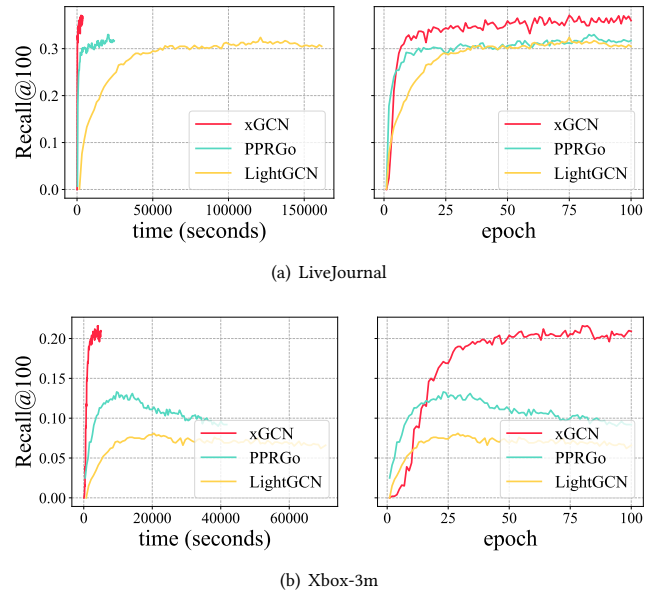 Recall@100
0.3
0.2
0.1
0.0
xGCN
PPRGo
LightGCN
0 50000 100000 150000
time (seconds)
xGCN
PPRGo
LightGCN
0 25 50 75 100
epoch
(a) LiveJournal
Recall@100
0.20
0.15
0.10
0.05
0.00
xGCN
PPRGo
LightGCN
0 20000 40000 60000
time (seconds)
xGCN
PPRGo
LightGCN
0 25 50 75 100
epoch
(b) Xbox-3m